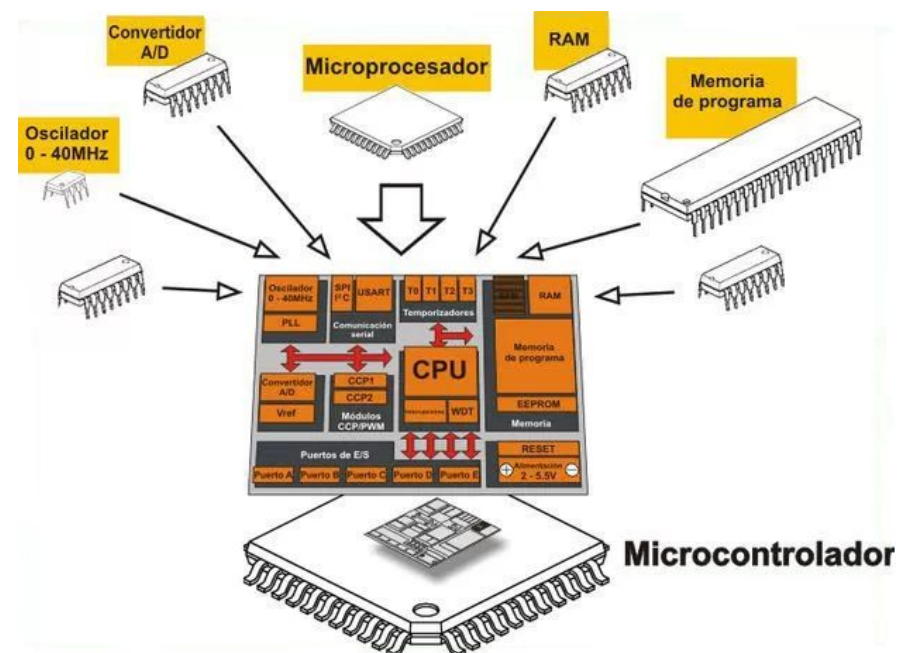 Convertidor
A/D
Microprocesador
RAM
Memoria
de programa
Oscilador
0 - 40MHz
Oscilador
0 - 40MHz
PLL
SPI
I²C
USART
Comunicación
serial
T0 T1 T2 T3
Temporizadores
RAM
Memoria
de programa
EEPROM
Memoria
Convertidor
A/D
Vref
CCP1
CCP2
Módulos
CCP/PWM
CPU
WDT
Puertos de E/S
Puerto A Puerto B Puerto C Puerto D Puerto E
RESET
Alimentación
2 - 5.5V
Microcontrolador